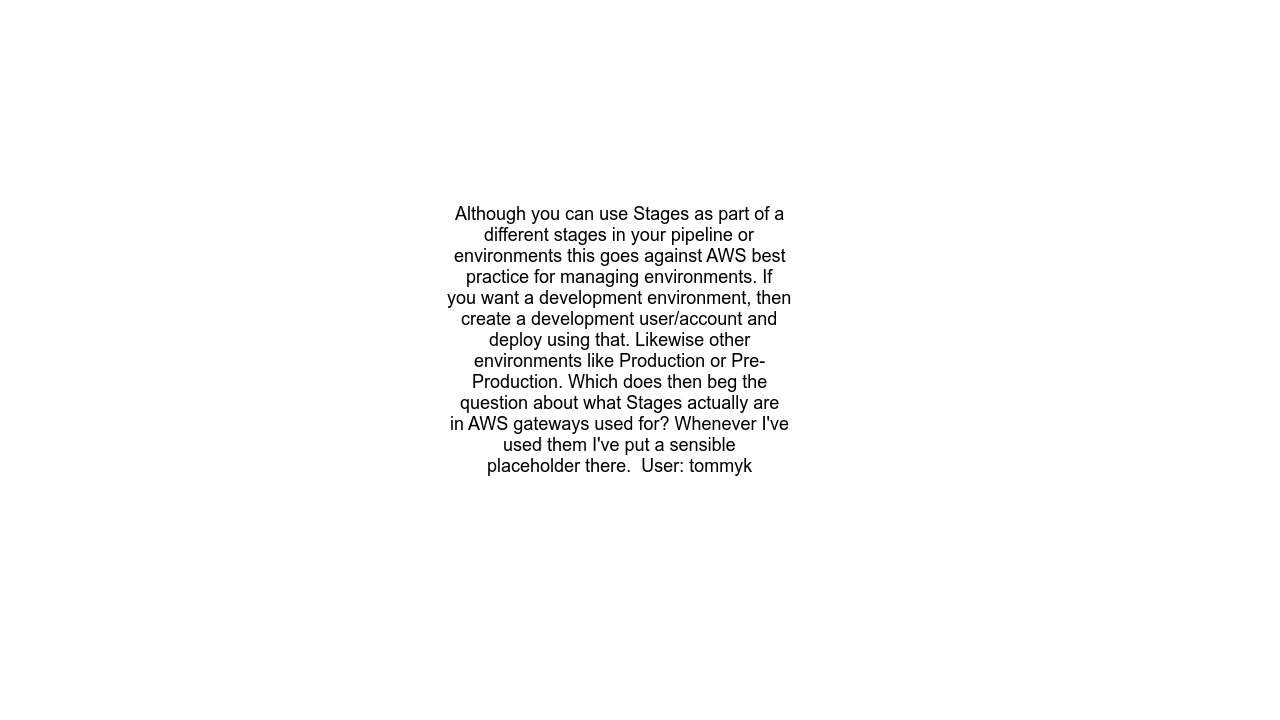 Although you can use Stages as part of a
different stages in your pipeline or
environments this goes against AWS best
practice for managing environments. If
you want a development environment, then
create a development user/account and
deploy using that. Likewise other
environments like Production or Pre-
Production. Which does then beg the
question about what Stages actually are
in AWS gateways used for? Whenever I've
used them I've put a sensible
placeholder there.  User: tommyk